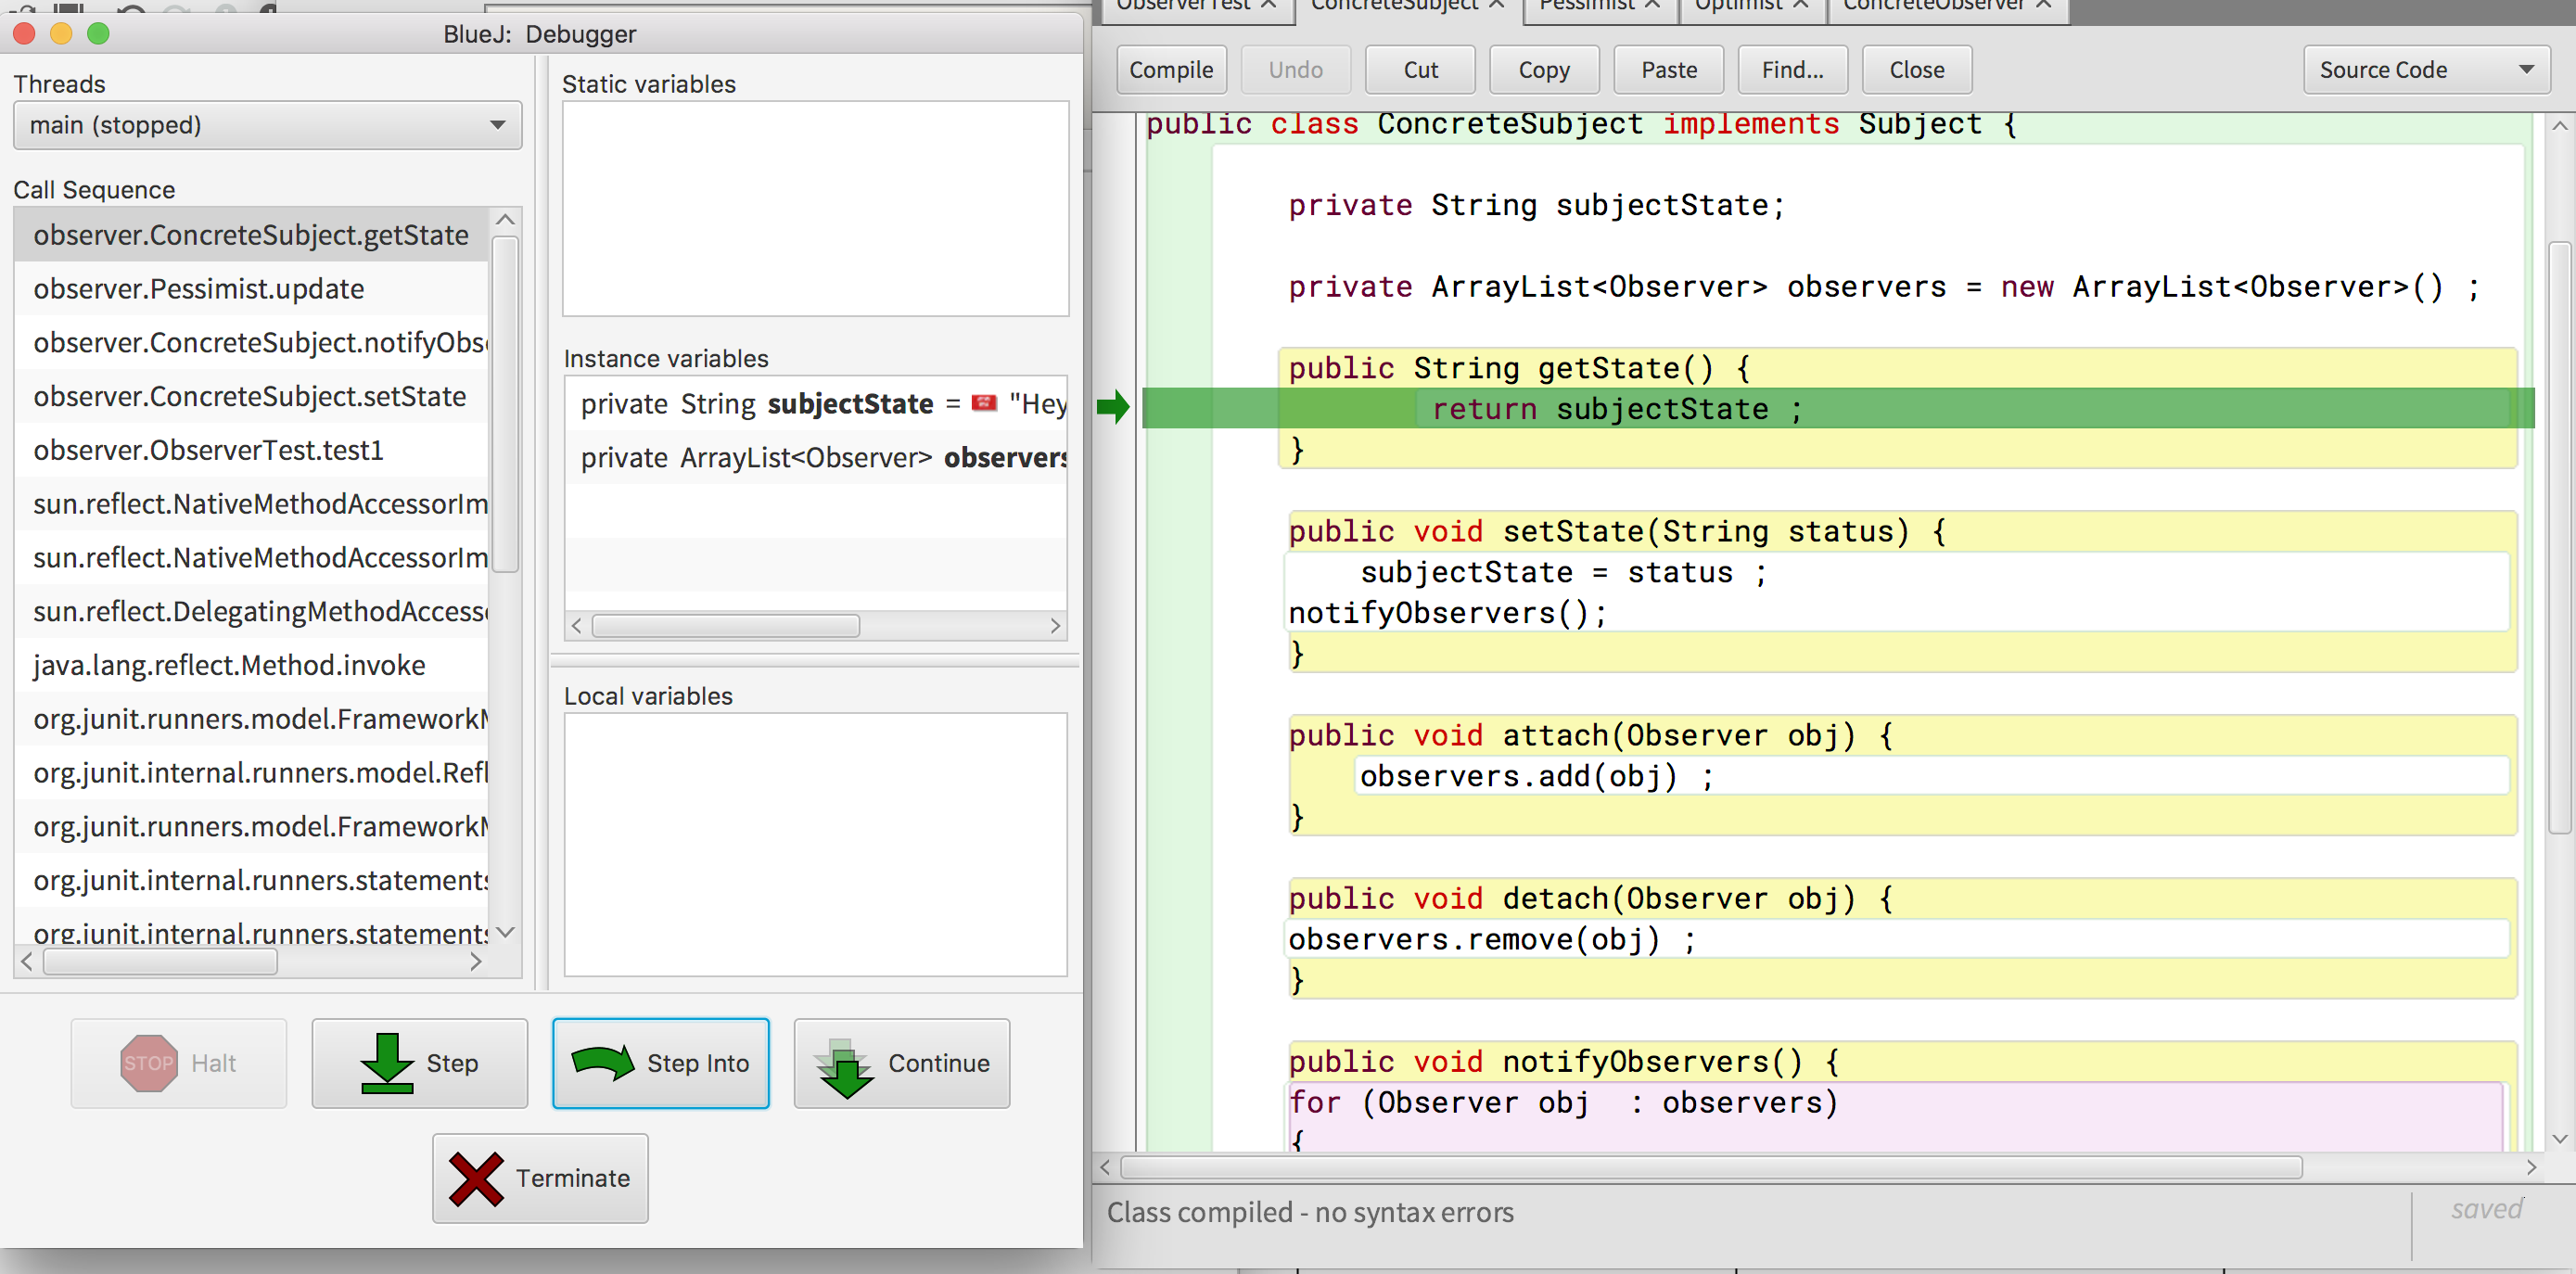 BlueJ: Debugger
Threads
main (stopped)
Call Sequence
observer.ConcreteSubject.getState
observer.Pessimist.update
observer.ConcreteSubject.notifyObs
observer.ConcreteSubject.setState
observer.ObserverTest.test1
sun.reflect.NativeMethodAccessorIm
sun.reflect.NativeMethodAccessorIm
sun.reflect.DelegatingMethodAccess
java.lang.reflect.Method.invoke
org.junit.runners.model.Framework
org.junit.internal.runners.model.Refl
org.junit.runners.model.Framework
org.junit.internal.runners.statements
org.junit.internal.runners.statements
Static variables
Instance variables
private String subjectState = "Hey
private ArrayList<Observer> observers
Local variables
STOP Halt
Step
Step Into
Continue
Terminate
ObserverTest
ConcreteSubject
Pessimist
Optimist
ConcreteObserver
Compile
Undo
Cut
Copy
Paste
Find...
Close
Source Code
public class ConcreteSubject implements Subject {
private String subjectState;
private ArrayList<Observer> observers = new ArrayList<Observer>() ;
public String getState() {
return subjectState ;
}
public void setState(String status) {
subjectState = status ;
notifyObservers();
}
public void attach(Observer obj) {
observers.add(obj) ;
}
public void detach(Observer obj) {
observers.remove(obj) ;
}
public void notifyObservers() {
for (Observer obj  : observers)
{
Class compiled - no syntax errors
saved